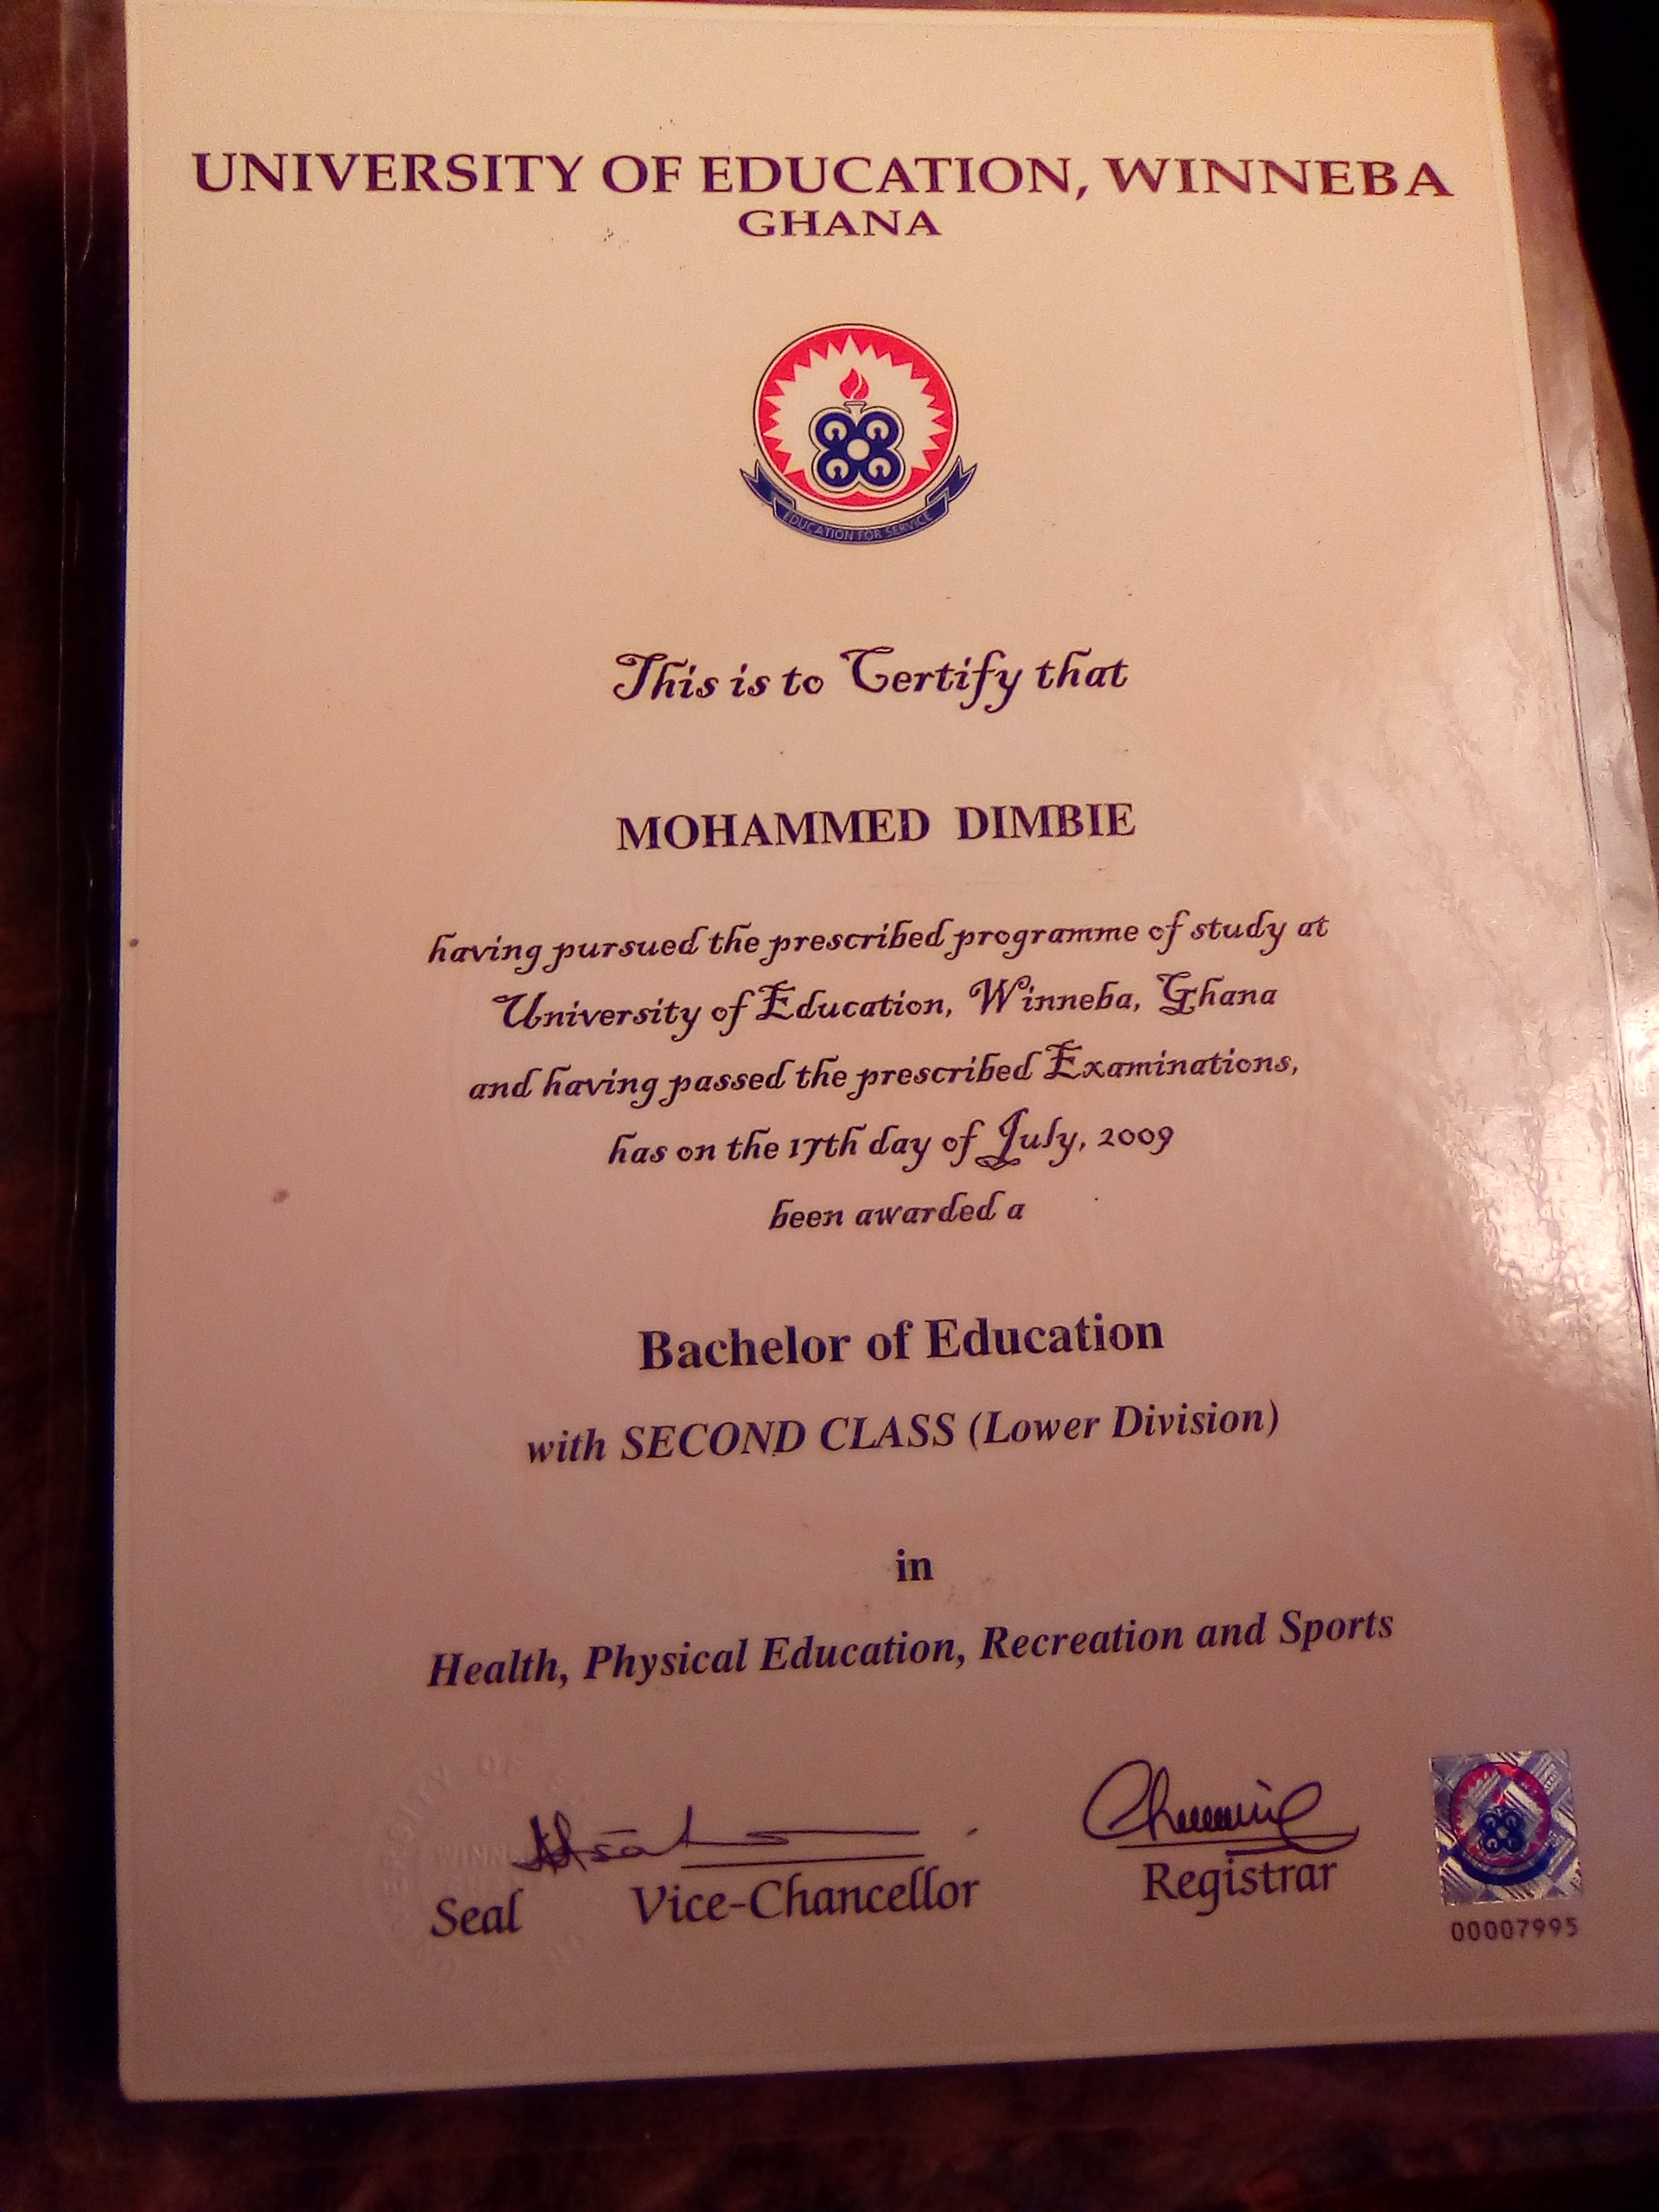 UNIVERSITY OF EDUCATION, WINNEBA
GHANA
EDUCATION FOR SERVICE
This is to Certify that
MOHAMMED DIMBIE
having pursued the prescribed programme of study at
University of Education, Winneba, Ghana
and having passed the prescribed Examinations,
has on the 17th day of July, 2009
been awarded a
Bachelor of Education
with SECOND CLASS (Lower Division)
in
Health, Physical Education, Recreation and Sports
Seal
Vice-Chancellor
Registrar
00007995